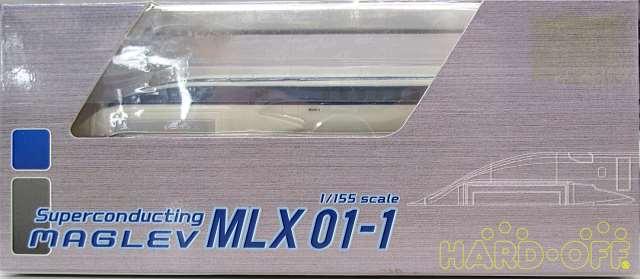 1/155 scale
Superconducting
MAGLEV MLX 01-1
HARD·OFF